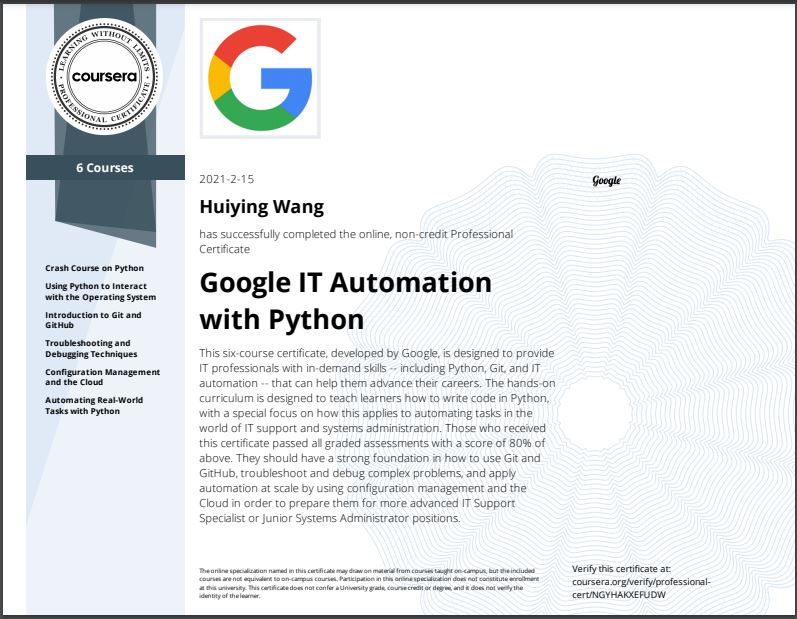 LEARNING WITHOUT LIMITS
coursera
PROFESSIONAL CERTIFICATE
6 Courses
Crash Course on Python
Using Python to Interact
with the Operating System
Introduction to Git and
GitHub
Troubleshooting and
Debugging Techniques
Configuration Management
and the Cloud
Automating Real-World
Tasks with Python
2021-2-15
Huiying Wang
has successfully completed the online, non-credit Professional
Certificate
Google IT Automation
with Python
This six-course certificate, developed by Google, is designed to provide
IT professionals with in-demand skills -- including Python, Git, and IT
automation -- that can help them advance their careers. The hands-on
curriculum is designed to teach learners how to write code in Python,
with a special focus on how this applies to automating tasks in the
world of IT support and systems administration. Those who received
this certificate passed all graded assessments with a score of 80% of
above. They should have a strong foundation in how to use Git and
GitHub, troubleshoot and debug complex problems, and apply
automation at scale by using configuration management and the
Cloud in order to prepare them for more advanced IT Support
Specialist or Junior Systems Administrator positions.
Google
The online specialization named in this certificate may draw on material from courses taught on-campus, but the included
courses are not equivalent to on-campus courses. Participation in this online specialization does not constitute enrollment
at this university. This certificate does not confer a University grade, course credit or degree, and it does not verify the
identity of the learner.
Verify this certificate at:
coursera.org/verify/professional-
cert/NGYHAKXEFUDW